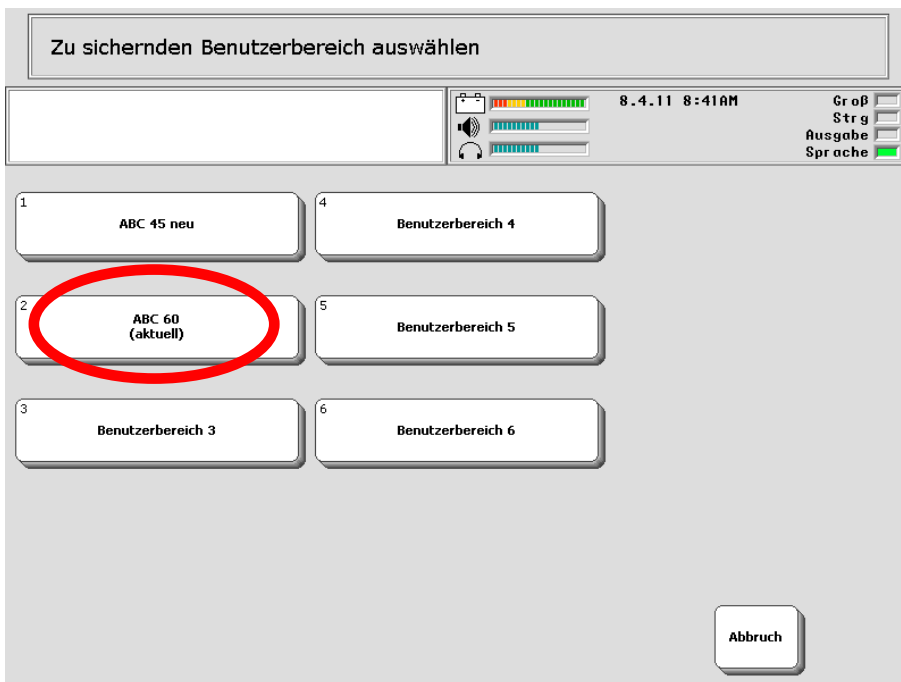 Zu sichernden Benutzerbereich auswählen
8.4.11 8:41AM
Groß
Strg
Ausgabe
Sprache
1
ABC 45 neu
4
Benutzerbereich 4
2
ABC 60
(aktuell)
5
Benutzerbereich 5
3
Benutzerbereich 3
6
Benutzerbereich 6
Abbruch